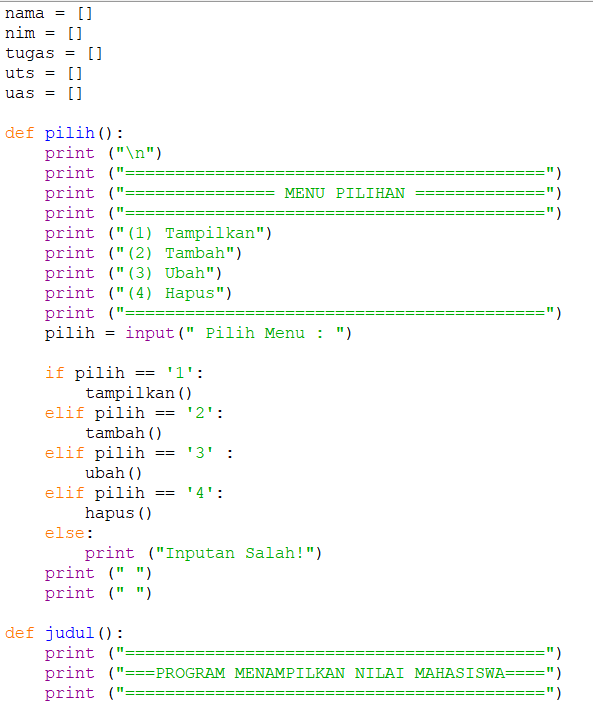 nama = []
nim = []
tugas = []
uts = []
uas = []

def pilih():
    print ("\n")
    print ("==========================================")
    print ("=============== MENU PILIHAN =============")
    print ("==========================================")
    print ("(1) Tampilkan")
    print ("(2) Tambah")
    print ("(3) Ubah")
    print ("(4) Hapus")
    print ("==========================================")
    pilih = input(" Pilih Menu : ")

    if pilih == '1':
        tampilkan()
    elif pilih == '2':
        tambah()
    elif pilih == '3' :
        ubah()
    elif pilih == '4':
        hapus()
    else:
        print ("Inputan Salah!")
    print (" ")
    print (" ")

def judul():
    print ("==========================================")
    print ("===PROGRAM MENAMPILKAN NILAI MAHASISWA====")
    print ("==========================================")